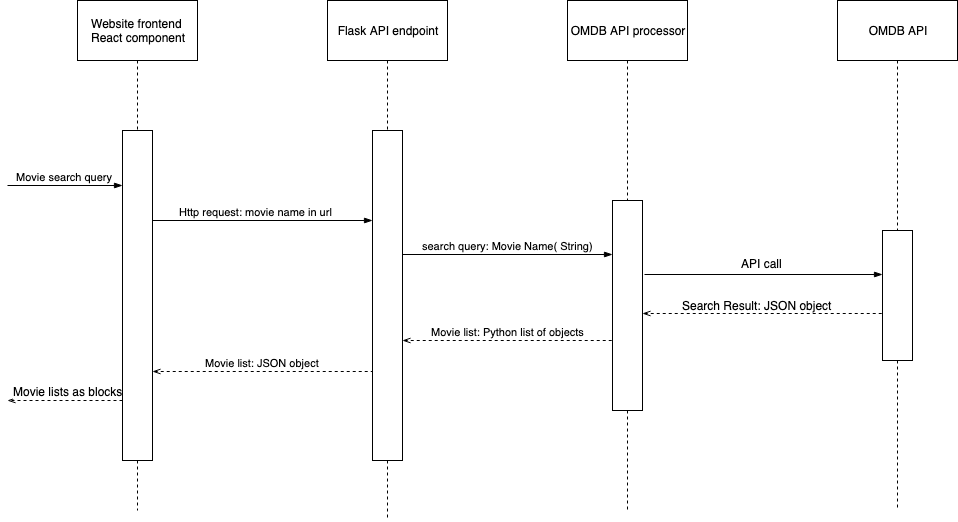 Website frontend
React component
Flask API endpoint
OMDB API processor
OMDB API
Movie search query
Http request: movie name in url
search query: Movie Name( String)
API call
Search Result: JSON object
Movie list: Python list of objects
Movie list: JSON object
Movie lists as blocks